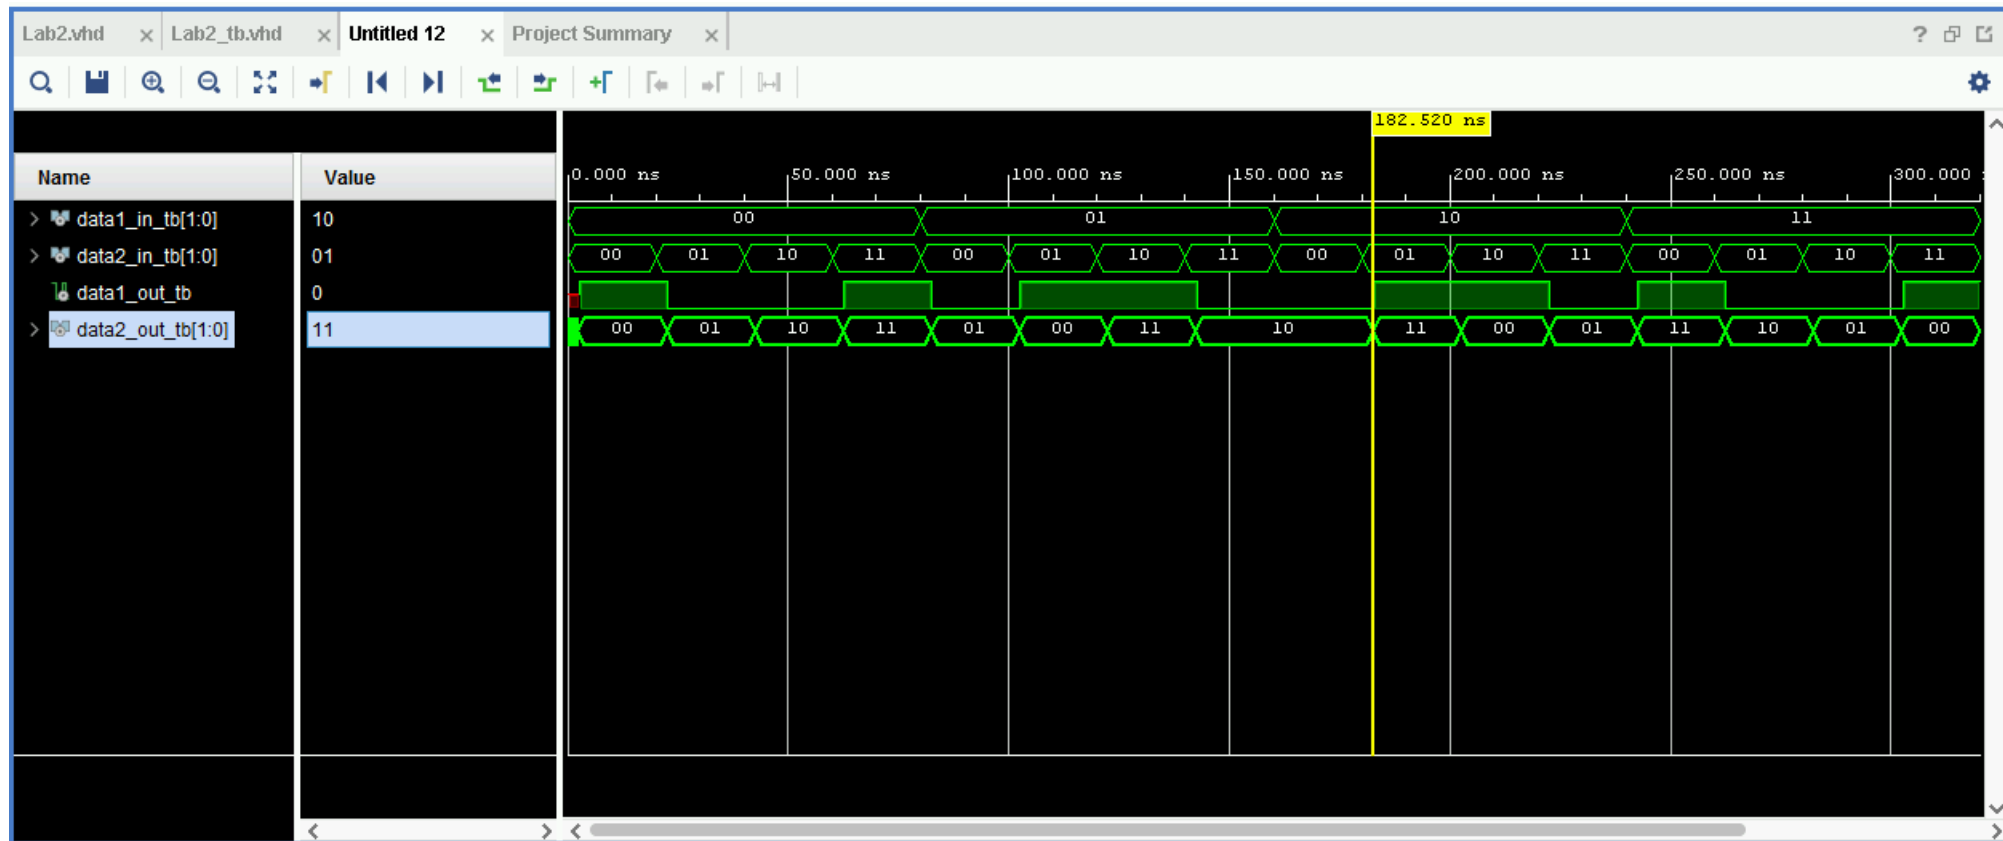 Lab2.vhd Lab2_tb.vhd Untitled 12 Project Summary
182.520 ns
Name Value
0.000 ns 50.000 ns 100.000 ns 150.000 ns 200.000 ns 250.000 ns 300.000
data1_in_tb[1:0] 10 00 01 10 11
data2_in_tb[1:0] 01 00 01 10 11 00 01 10 11 00 01 10 11 00 01 10 11
data1_out_tb 0
data2_out_tb[1:0] 11 00 01 10 11 01 00 11 10 11 00 01 11 10 01 00